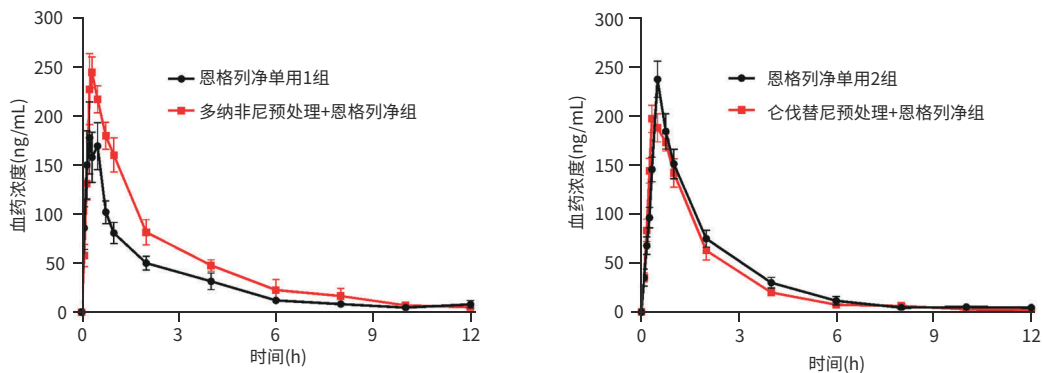 300
250
200
150
100
50
0
血药浓度(ng/mL)
恩格列净单用1组
多纳非尼预处理+恩格列净组
0 3 6 9 12
时间(h)
300
250
200
150
100
50
0
血药浓度(ng/mL)
恩格列净单用2组
仑伐替尼预处理+恩格列净组
0 3 6 9 12
时间(h)